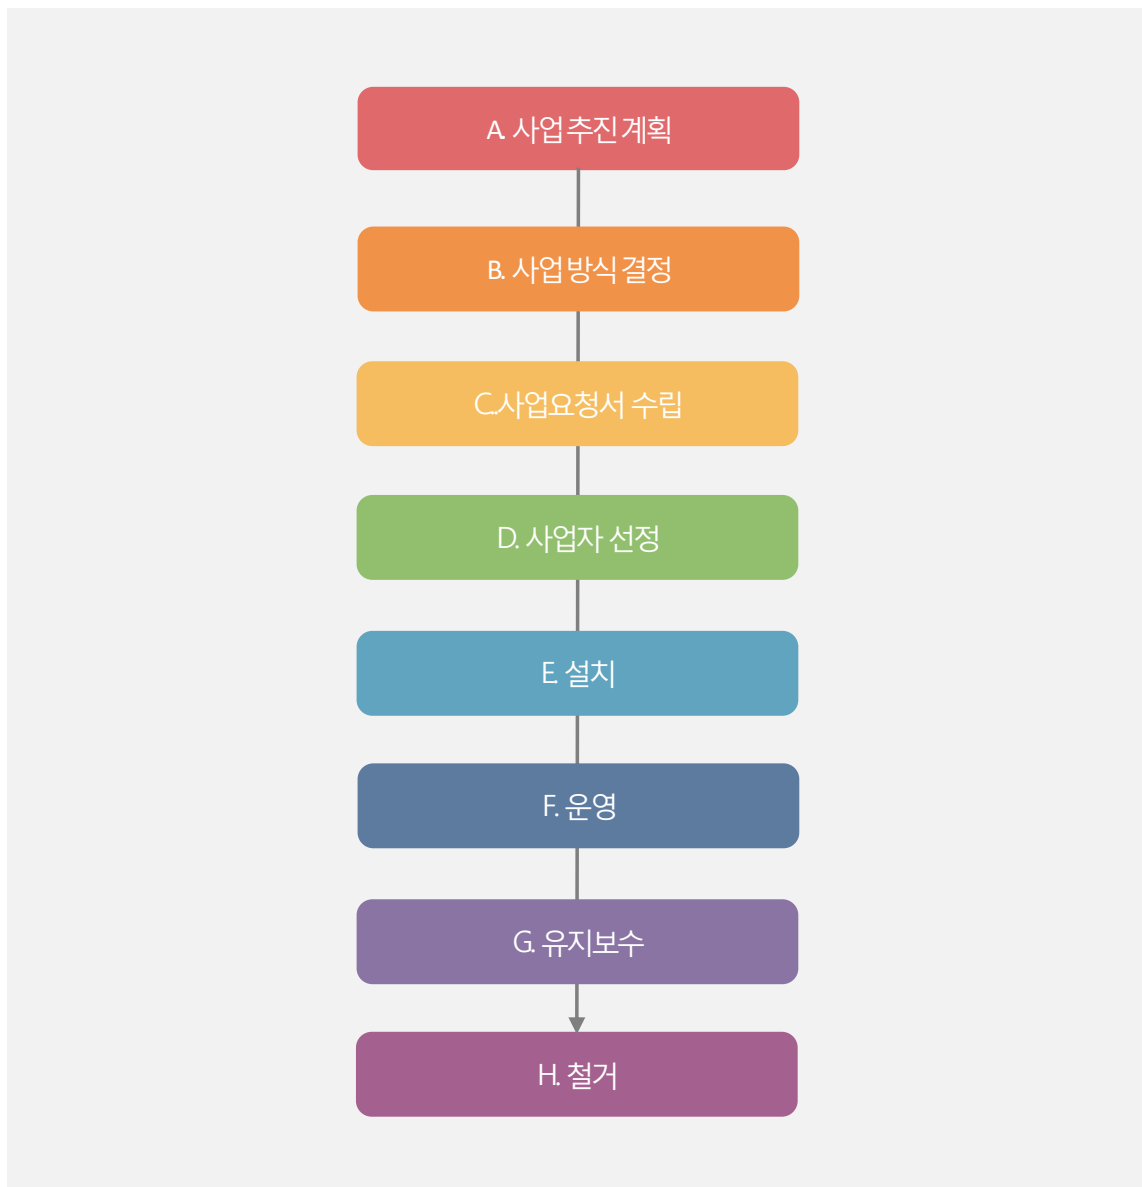 A. 사업 추진 계획
B. 사업 방식 결정
C.사업요청서 수립
D. 사업자 선정
E. 설치
F. 운영
G. 유지보수
H. 철거